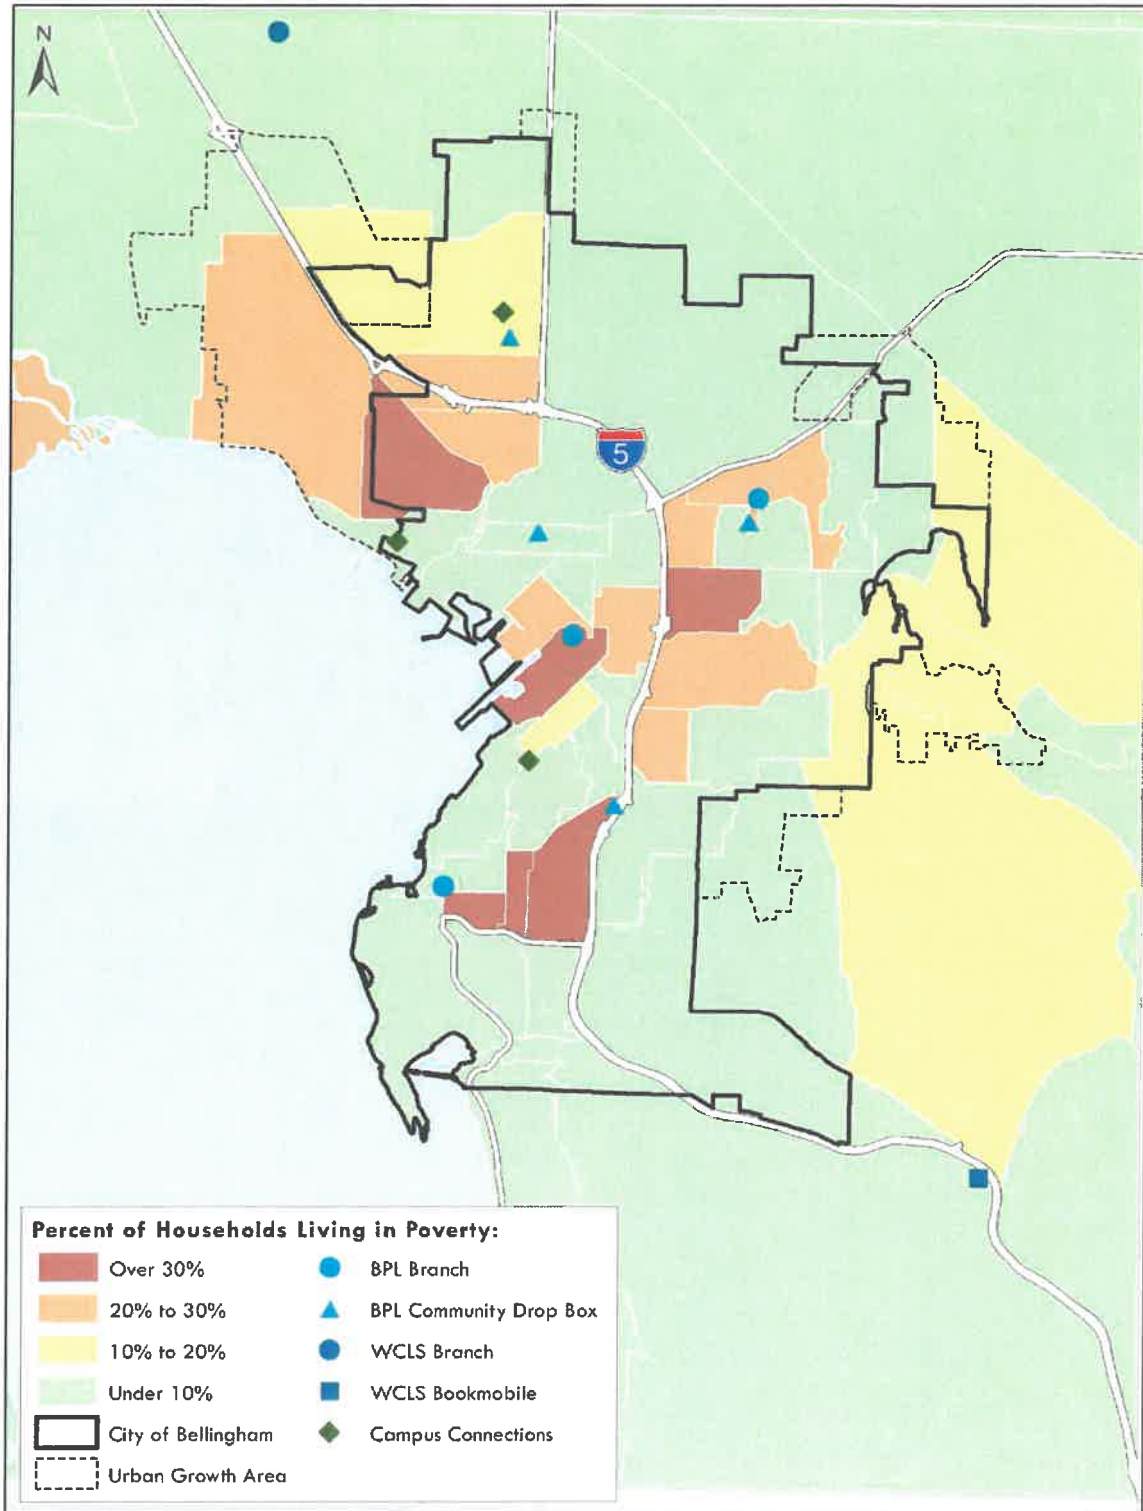 N
5
Percent of Households Living in Poverty:
Over 30%
BPL Branch
20% to 30%
BPL Community Drop Box
10% to 20%
WCLS Branch
Under 10%
WCLS Bookmobile
City of Bellingham
Campus Connections
Urban Growth Area